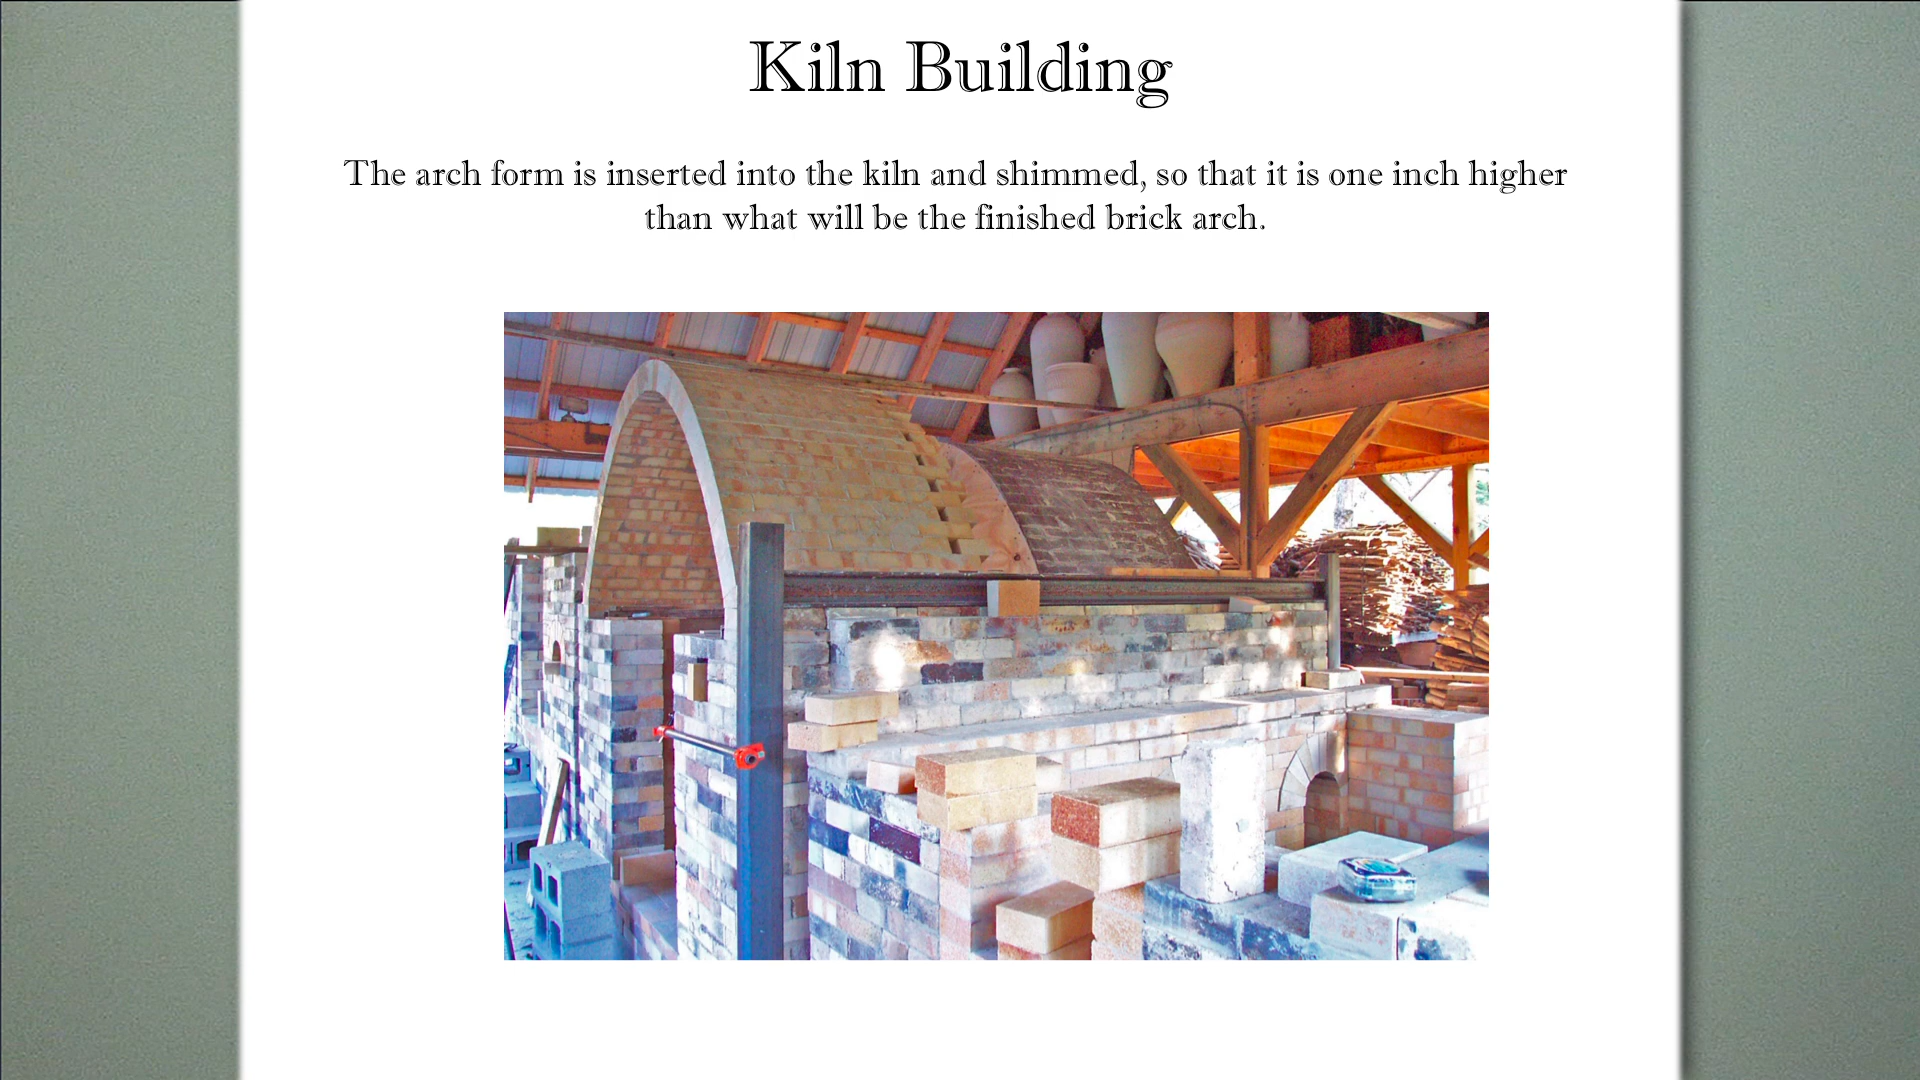 Kiln Building
The arch form is inserted into the kiln and shimmed, so that it is one inch higher
than what will be the finished brick arch.